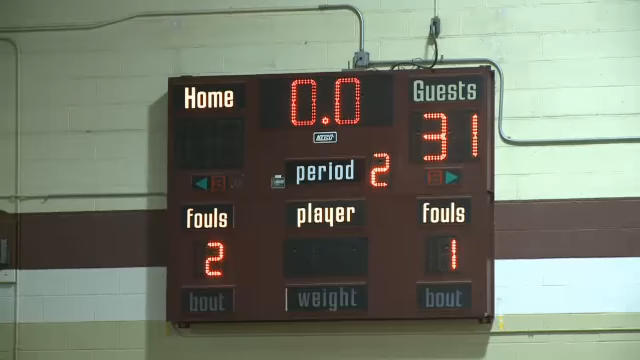 Home 0.0 Guests
31
period 2
fouls player fouls
2 1
bout weight bout